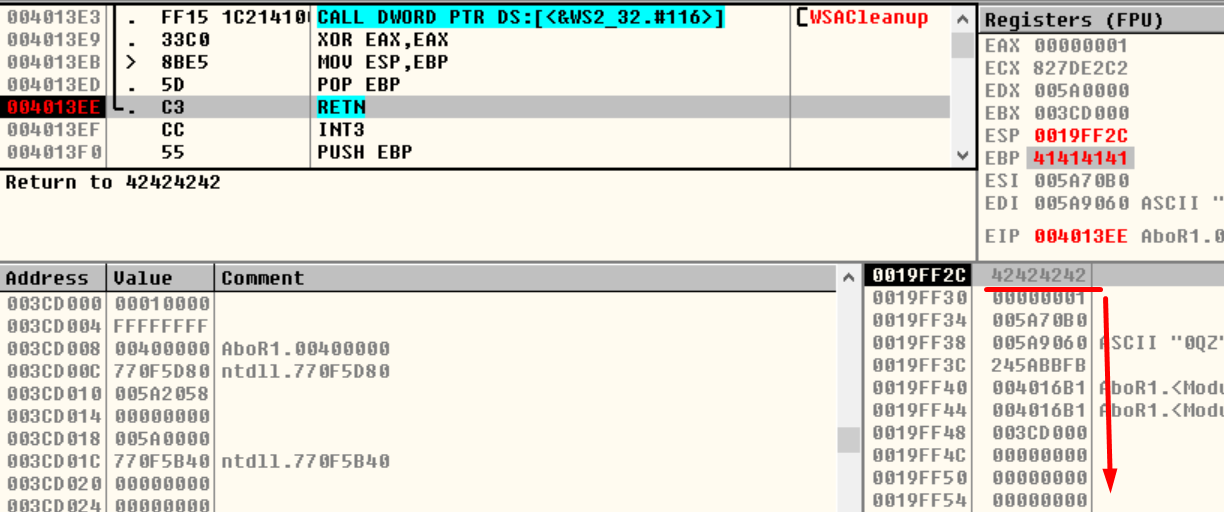 004013E3 . FF15 1C21410 CALL DWORD PTR DS:[<&WS2_32.#116>] [WSACleanup
004013E9 . 33C0 XOR EAX,EAX
004013EB > 8BE5 MOV ESP,EBP
004013ED . 5D POP EBP
004013EE . C3 RETN
004013EF CC INT3
004013F0 55 PUSH EBP
Return to 42424242
Registers (FPU)
EAX 00000001
ECX 827DE2C2
EDX 005A0000
EBX 003CD000
ESP 0019FF2C
EBP 41414141
ESI 005A70B0
EDI 005A9060 ASCII "
EIP 004013EE AboR1.0
Address Value Comment
003CD000 00010000
003CD004 FFFFFFFF
003CD008 00400000 AboR1.00400000
003CD00C 770F5D80 ntdll.770F5D80
003CD010 005A2058
003CD014 00000000
003CD018 005A0000
003CD01C 770F5B40 ntdll.770F5B40
003CD020 00000000
003CD024 00000000
0019FF2C 42424242
0019FF30 00000001
0019FF34 005A70B0
0019FF38 005A9060 ASCII "0QZ"
0019FF3C 245ABBFB
0019FF40 004016B1 AboR1.<Modu
0019FF44 004016B1 AboR1.<Modu
0019FF48 003CD000
0019FF4C 00000000
0019FF50 00000000
0019FF54 00000000